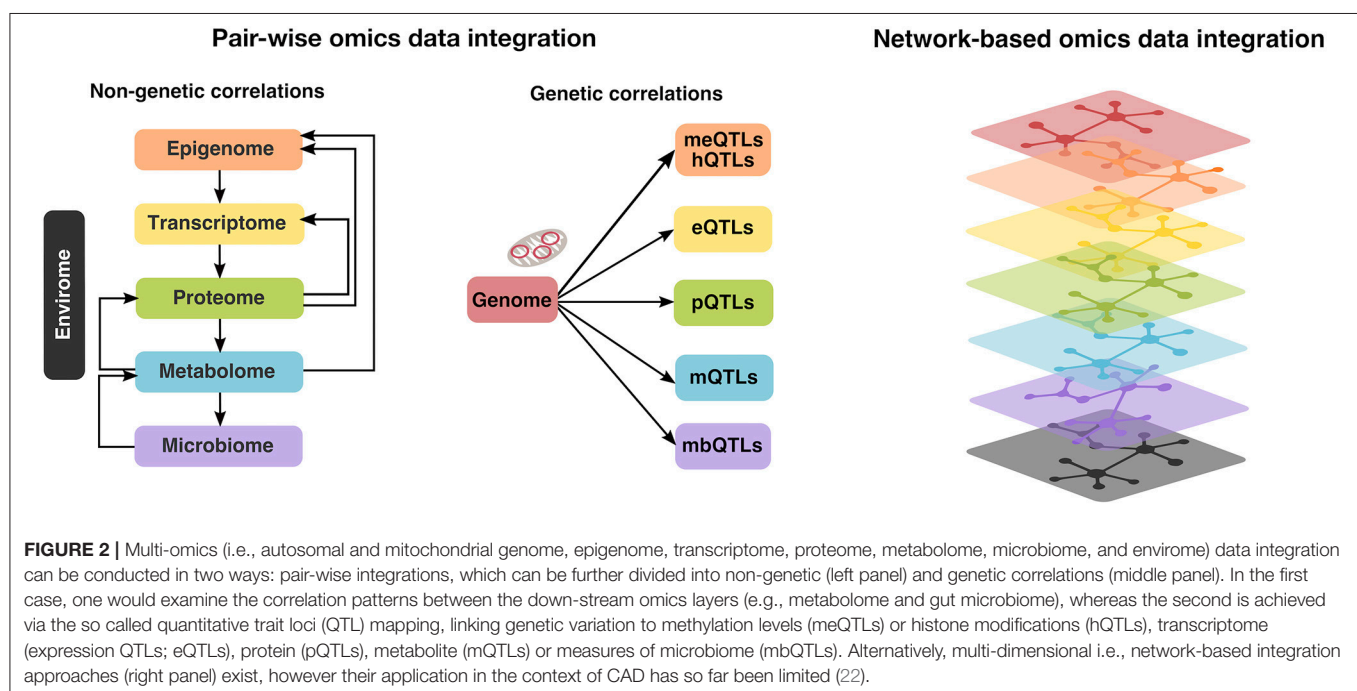 Pair-wise omics data integration
Network-based omics data integration
Non-genetic correlations
Genetic correlations
Envirome
Epigenome
Transcriptome
Proteome
Metabolome
Microbiome
Genome
meQTLs
hQTLs
eQTLs
pQTLs
mQTLs
mbQTLs
FIGURE 2 | Multi-omics (i.e., autosomal and mitochondrial genome, epigenome, transcriptome, proteome, metabolome, microbiome, and envirome) data integration
can be conducted in two ways: pair-wise integrations, which can be further divided into non-genetic (left panel) and genetic correlations (middle panel). In the first
case, one would examine the correlation patterns between the down-stream omics layers (e.g., metabolome and gut microbiome), whereas the second is achieved
via the so called quantitative trait loci (QTL) mapping, linking genetic variation to methylation levels (meQTLs) or histone modifications (hQTLs), transcriptome
(expression QTLs; eQTLs), protein (pQTLs), metabolite (mQTLs) or measures of microbiome (mbQTLs). Alternatively, multi-dimensional i.e., network-based integration
approaches (right panel) exist, however their application in the context of CAD has so far been limited (22).